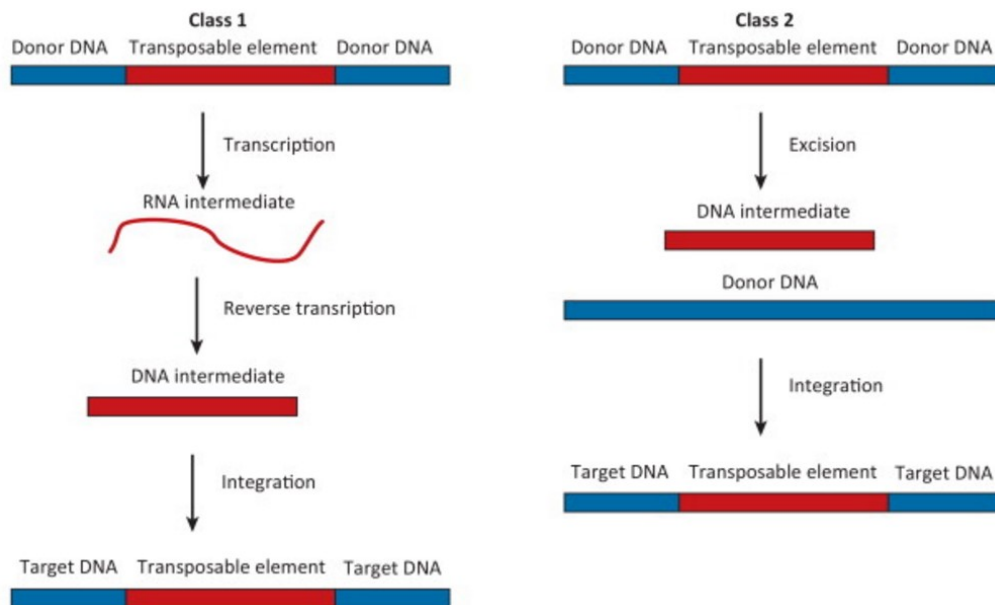 Class 1
Donor DNA Transposable element Donor DNA
Transcription
RNA intermediate
Reverse transription
DNA intermediate
Integration
Target DNA Transposable element Target DNA
Class 2
Donor DNA Transposable element Donor DNA
Excision
DNA intermediate
Donor DNA
Integration
Target DNA Transposable element Target DNA